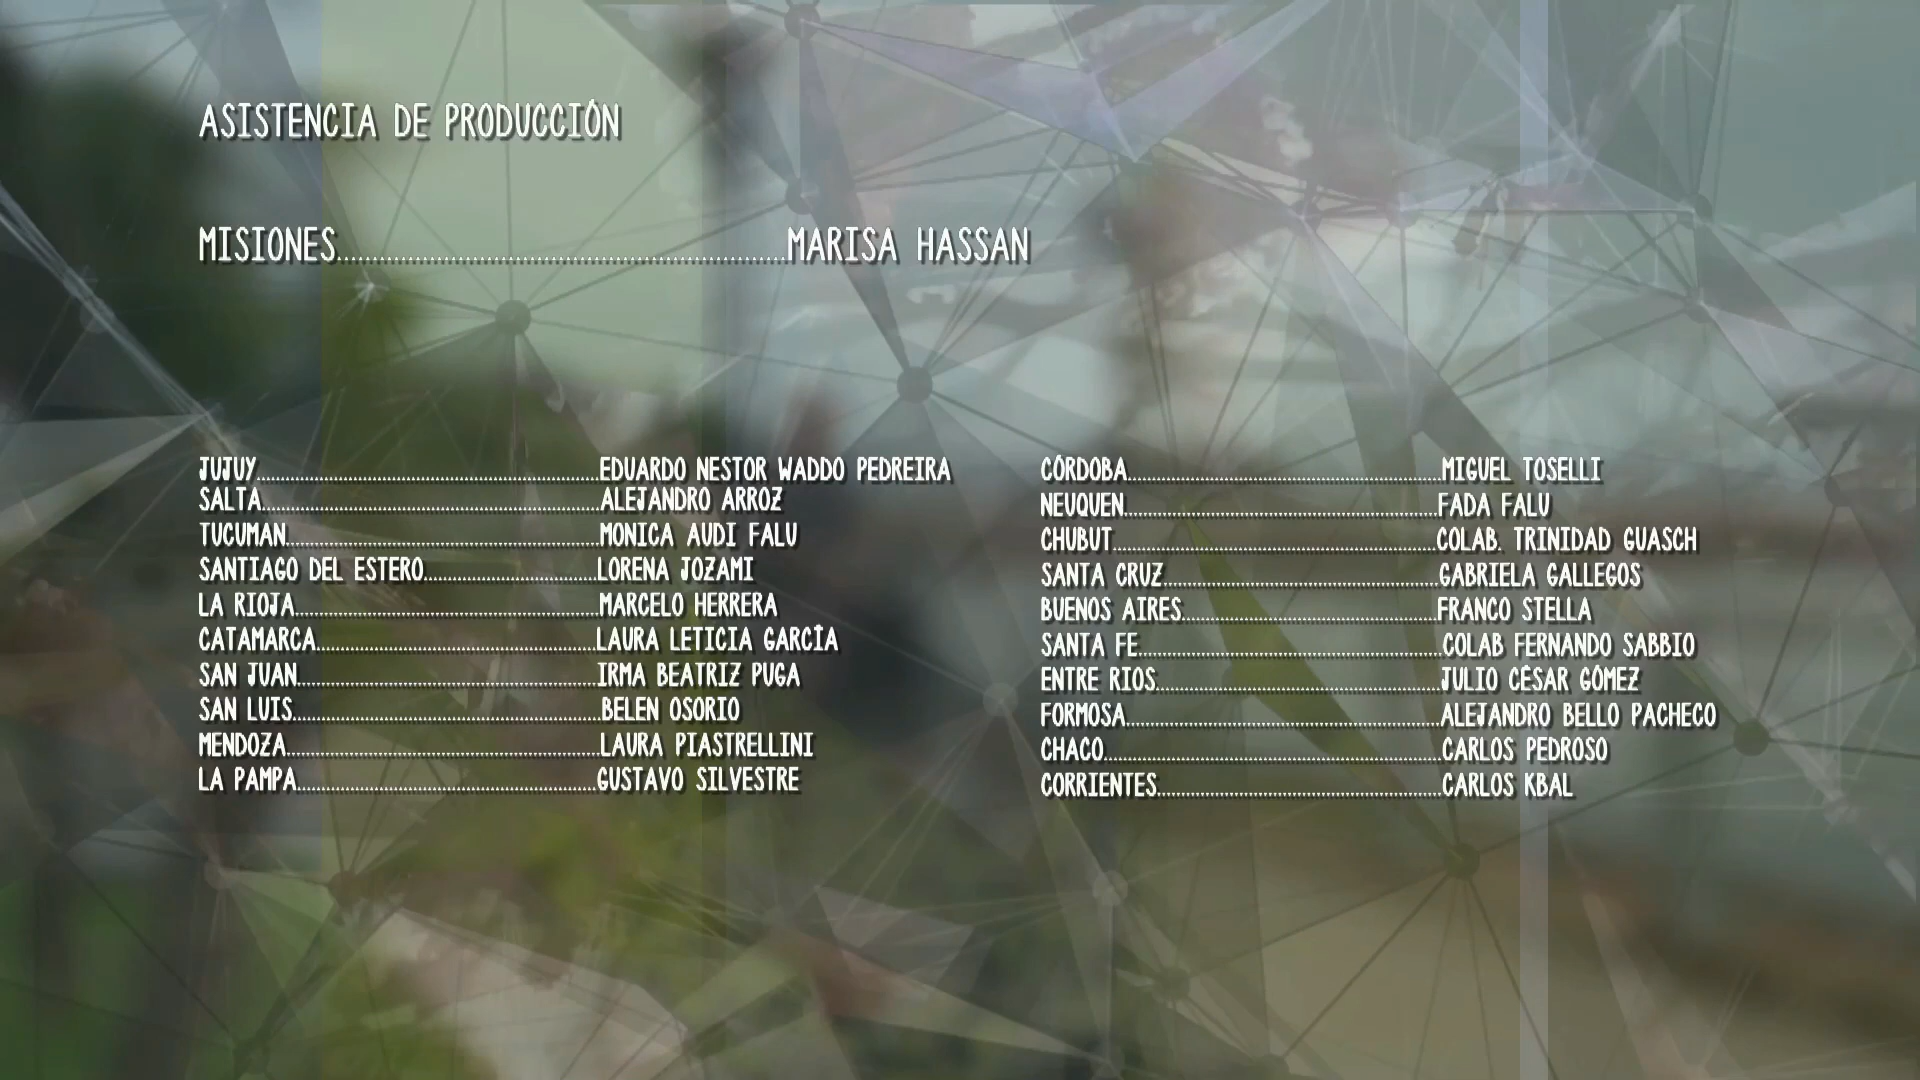 ASISTENCIA DE PRODUCCIÓN
MISIONES..........................................................MARISA HASSAN
JUJUY..........................................................EDUARDO NESTOR WADDO PEDREIRA
SALTA..........................................................ALEJANDRO ARROZ
TUCUMAN..........................................................MONICA AUDI FALU
SANTIAGO DEL ESTERO....................................LORENA JOZAMI
LA RIOJA..........................................................MARCELO HERRERA
CATAMARCA....................................................LAURA LETICIA GARCÍA
SAN JUAN..........................................................IRMA BEATRIZ PUGA
SAN LUIS..........................................................BELEN OSORIO
MENDOZA..........................................................LAURA PIASTRELLINI
LA PAMPA..........................................................GUSTAVO SILVESTRE
CÓRDOBA..........................................................MIGUEL TOSELLI
NEUQUEN..........................................................FADA FALU
CHUBUT..........................................................COLAB. TRINIDAD GUASCH
SANTA CRUZ....................................................GABRIELA GALLEGOS
BUENOS AIRES..................................................FRANCO STELLA
SANTA FE..........................................................COLAB FERNANDO SABBIO
ENTRE RIOS....................................................JULIO CÉSAR GÓMEZ
FORMOSA..........................................................ALEJANDRO BELLO PACHECO
CHACO..........................................................CARLOS PEDROSO
CORRIENTES....................................................CARLOS KBAL